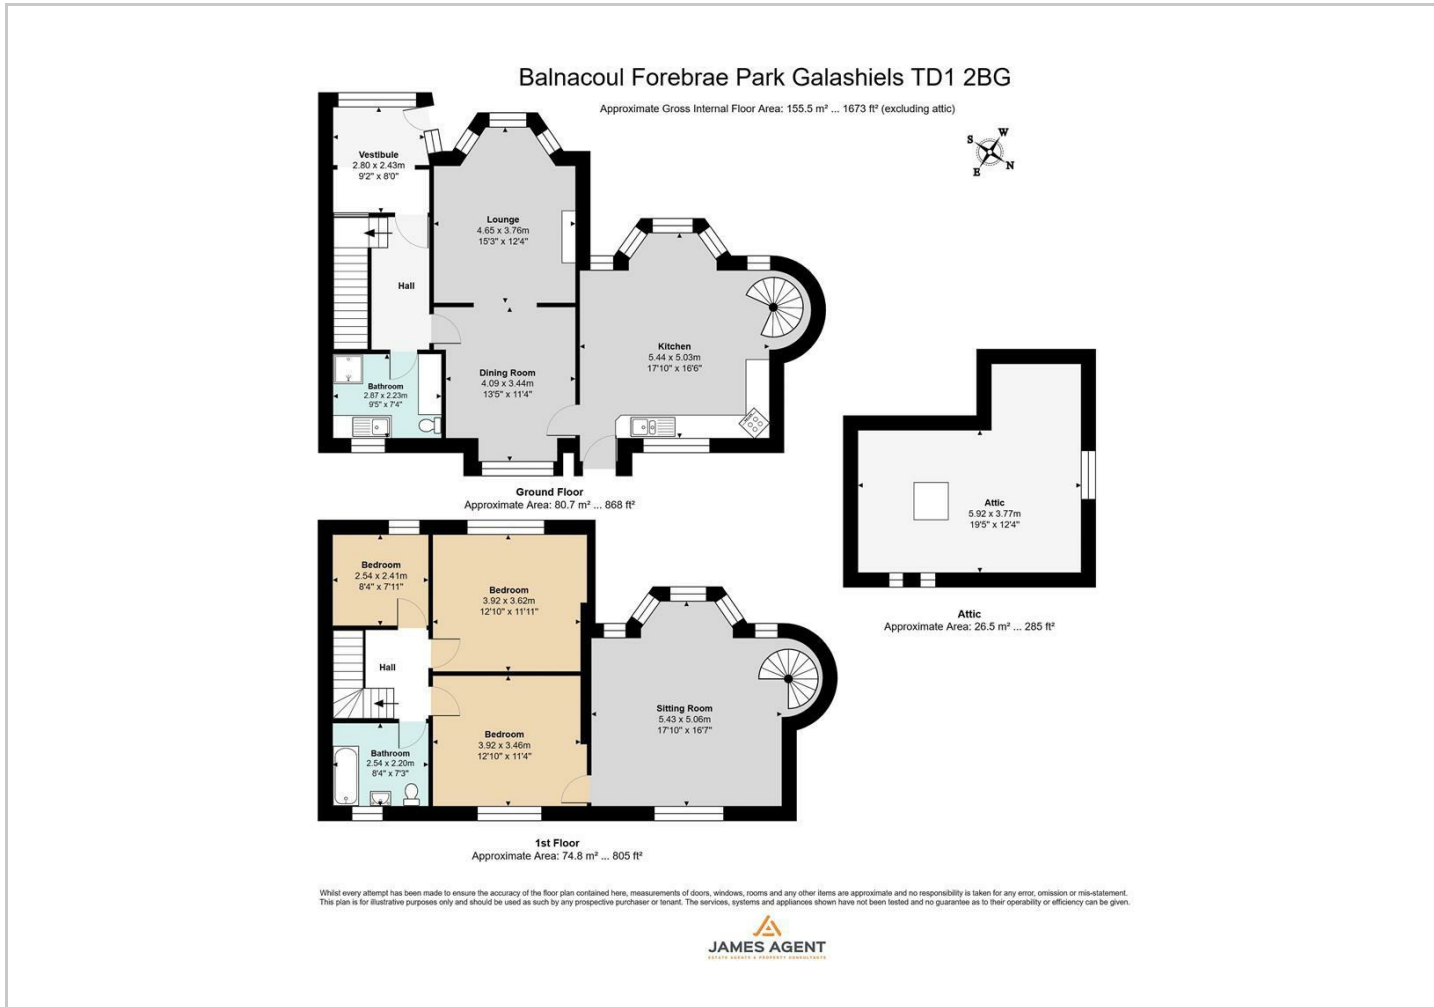 Balnacoul Forebrae Park Galashiels TD1 2BG
Approximate Gross Internal Floor Area: 155.5 m² ... 1673 ft² (excluding attic)
S
W
E
N
Vestibule
2.80 x 2.43m
9'2" x 8'0"
Lounge
4.65 x 3.76m
15'3" x 12'4"
Hall
Kitchen
5.44 x 5.03m
17'10" x 16'6"
Dining Room
4.09 x 3.44m
13'5" x 11'4"
Bathroom
2.87 x 2.23m
9'5" x 7'4"
Ground Floor
Approximate Area: 80.7 m² ... 868 ft²
Attic
5.92 x 3.77m
19'5" x 12'4"
Attic
Approximate Area: 26.5 m² ... 285 ft²
Bedroom
2.54 x 2.41m
8'4" x 7'11"
Bedroom
3.92 x 3.62m
12'10" x 11'11"
Hall
Sitting Room
5.43 x 5.06m
17'10" x 16'7"
Bedroom
3.92 x 3.46m
12'10" x 11'4"
Bathroom
2.54 x 2.20m
8'4" x 7'3"
1st Floor
Approximate Area: 74.8 m² ... 805 ft²
Whilst every attempt has been made to ensure the accuracy of the floor plan contained here, measurements of doors, windows, rooms and any other items are approximate and no responsibility is taken for any error, omission or mis-statement.
This plan is for illustrative purposes only and should be used as such by any prospective purchaser or tenant. The services, systems and appliances shown have not been tested and no guarantee as to their operability or efficiency can be given.
JAMES AGENT
ESTATE AGENTS & PROPERTY CONSULTANTS